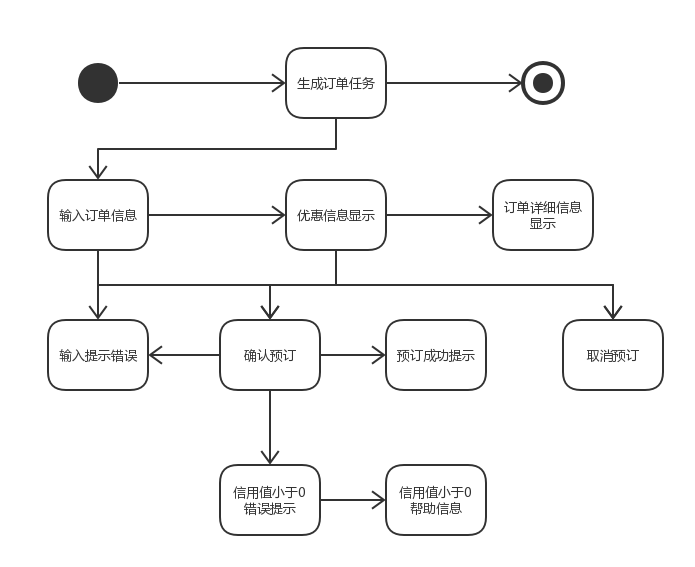 生成订单任务
输入订单信息
优惠信息显示
订单详细信息
显示
输入提示错误
确认预订
预订成功提示
取消预订
信用值小于0
错误提示
信用值小于0
帮助信息